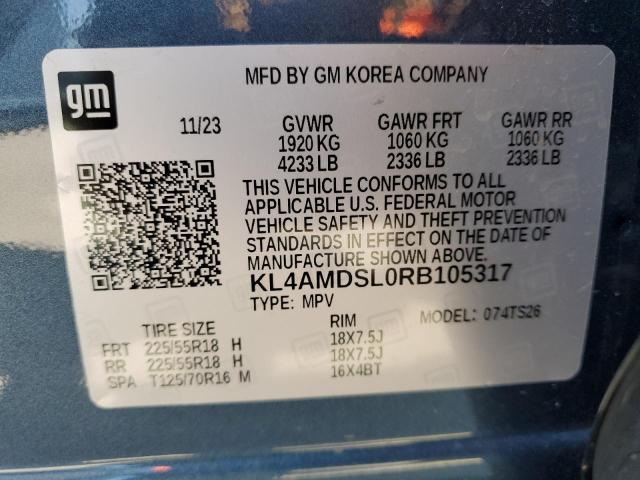 gm
MFD BY GM KOREA COMPANY
11/23 GVWR GAWR FRT GAWR RR
1920 KG 1060 KG 1060 KG
4233 LB 2336 LB 2336 LB
THIS VEHICLE CONFORMS TO ALL
APPLICABLE U.S. FEDERAL MOTOR
VEHICLE SAFETY AND THEFT PREVENTION
STANDARDS IN EFFECT ON THE DATE OF
MANUFACTURE SHOWN ABOVE.
KL4AMDSL0RB105317
TYPE: MPV MODEL: 074TS26
TIRE SIZE RIM
FRT 225/55R18 H 18X7.5J
RR 225/55R18 H 18X7.5J
SPA T125/70R16 M 16X4BT